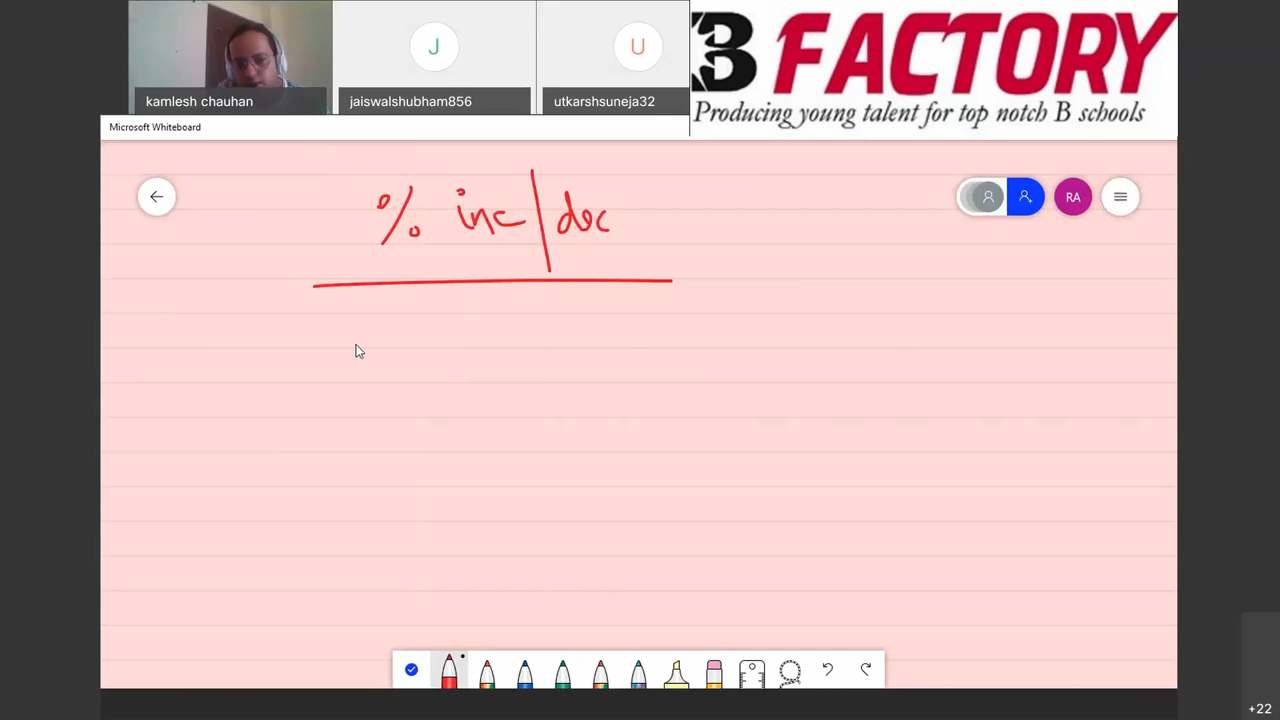 kamlesh chauhan
J
jaiswalshubham856
U
utkarshsuneja32
B FACTORY
Producing young talent for top notch B schools
Microsoft Whiteboard
% inc/dec
RA
+22